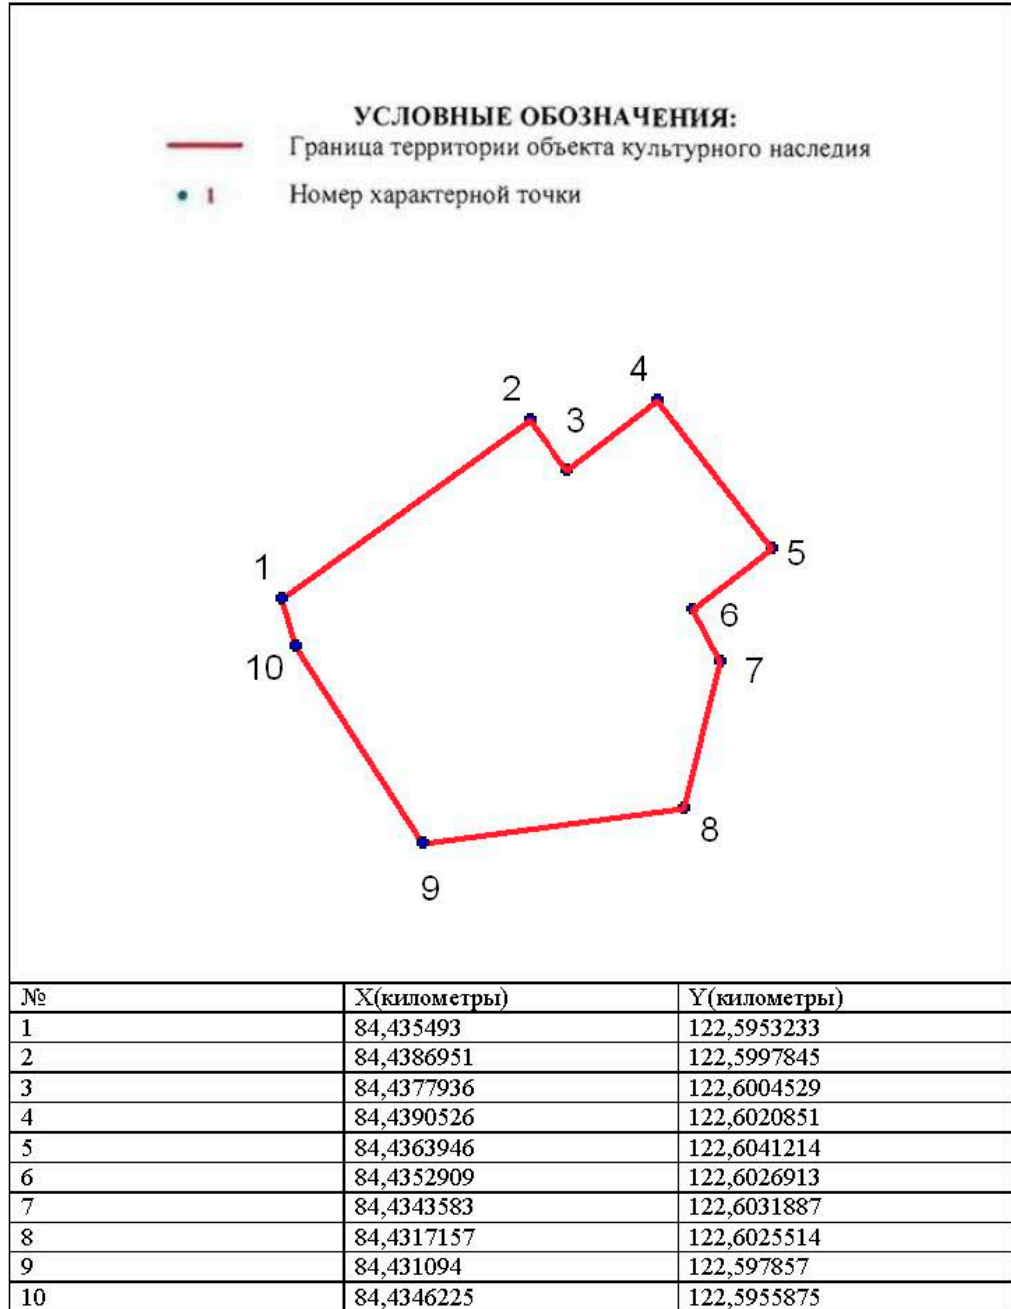 УСЛОВНЫЕ ОБОЗНАЧЕНИЯ:
Граница территории объекта культурного наследия
1 Номер характерной точки
4
2
3
5
1
6
10
7
8
9
№ X(километры) Y(километры)
1 84,435493 122,5953233
2 84,4386951 122,5997845
3 84,4377936 122,6004529
4 84,4390526 122,6020851
5 84,4363946 122,6041214
6 84,4352909 122,6026913
7 84,4343583 122,6031887
8 84,4317157 122,6025514
9 84,431094 122,597857
10 84,4346225 122,5955875